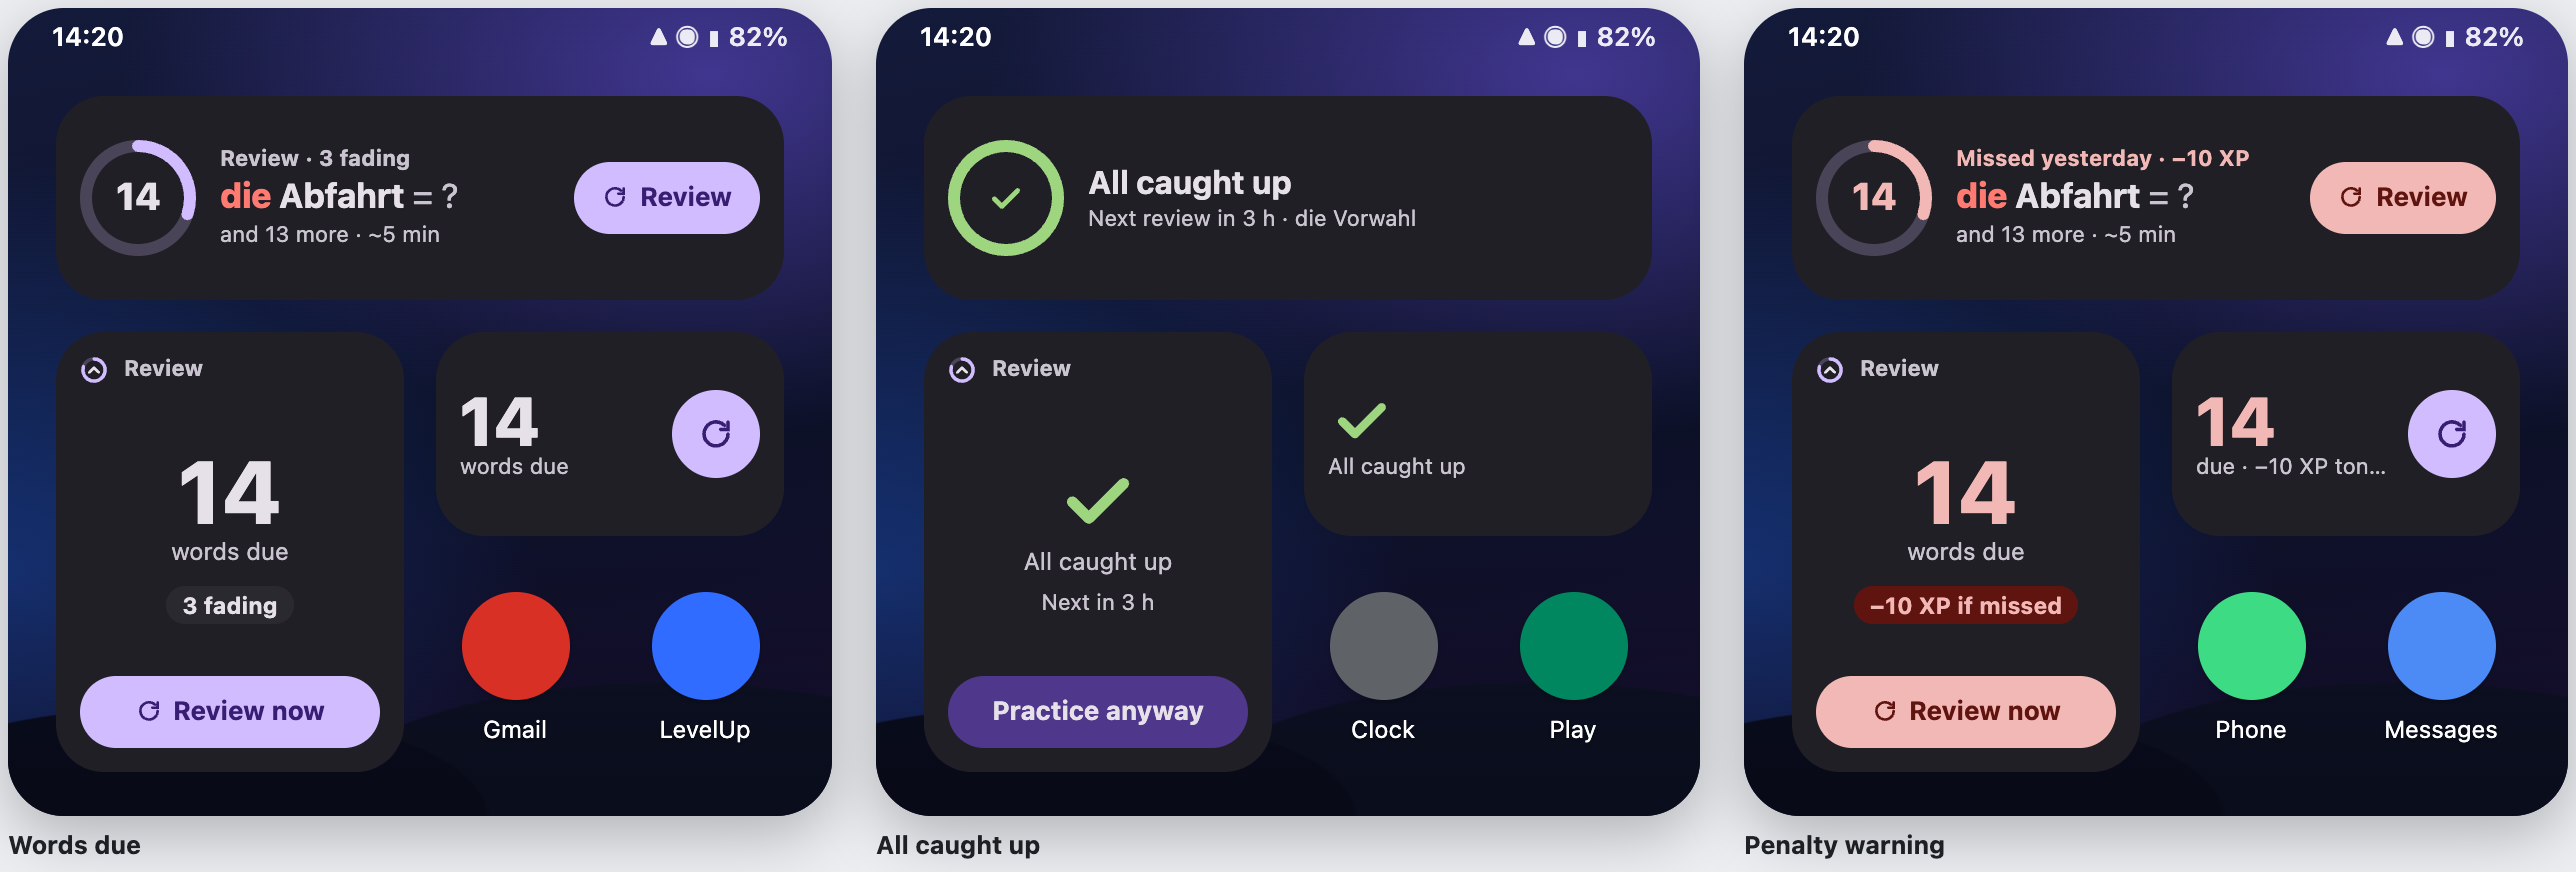 14:20
82%
14
Review · 3 fading
die Abfahrt = ?
and 13 more · ~5 min
Review
Review
14
words due
3 fading
Review now
14
words due
Gmail
LevelUp
Words due
14:20
82%
All caught up
Next review in 3 h · die Vorwahl
Review
All caught up
Next in 3 h
Practice anyway
All caught up
Clock
Play
All caught up
14:20
82%
14
Missed yesterday · −10 XP
die Abfahrt = ?
and 13 more · ~5 min
Review
Review
14
words due
−10 XP if missed
Review now
14
due · −10 XP ton...
Phone
Messages
Penalty warning